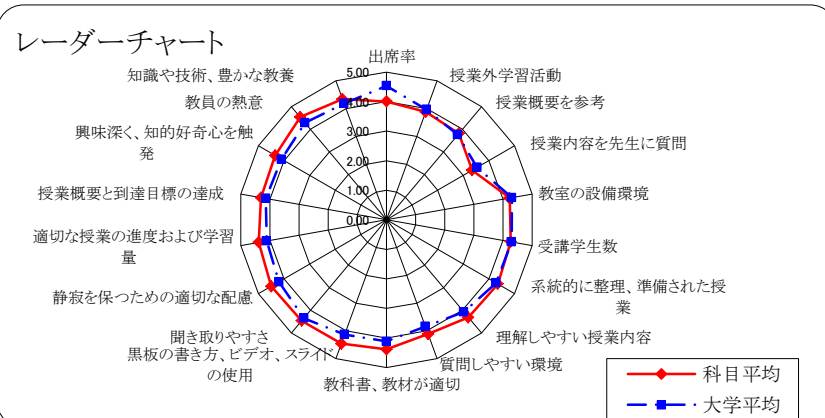 レーダーチャート
出席率
授業外学習活動
授業概要を参考
授業内容を先生に質問
教室の設備環境
受講学生数
系統的に整理、準備された授
業
理解しやすい授業内容
質問しやすい環境
教科書、教材が適切
黒板の書き方、ビデオ、スライド
の使用
聞き取りやすさ
静寂を保つための適切な配慮
適切な授業の進度および学習
量
授業概要と到達目標の達成
興味深く、知的好奇心を触
発
教員の熱意
知識や技術、豊かな教養
5.00
4.00
3.00
2.00
1.00
0.00
科目平均
大学平均